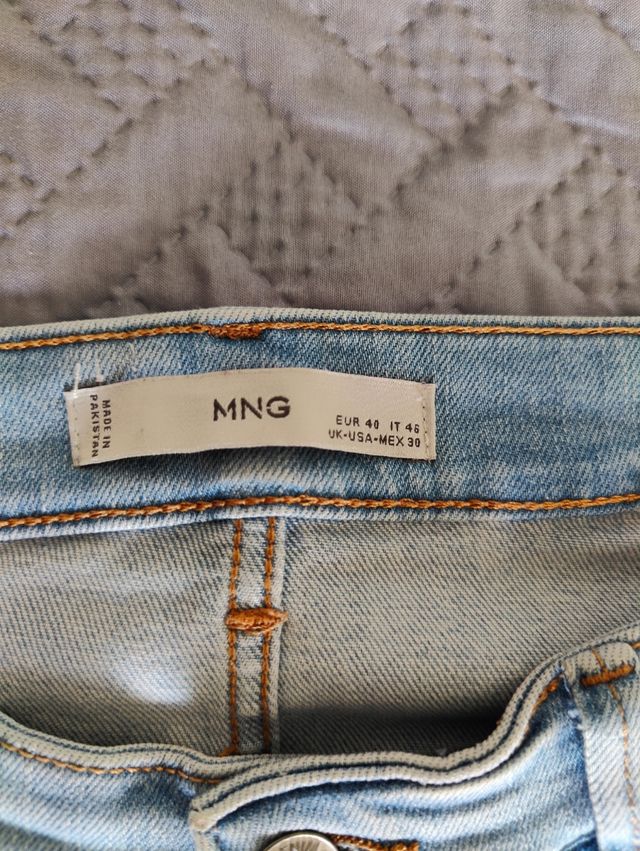 MADE IN
PAKISTAN
MNG
EUR 40 IT 46
UK-USA-MEX 30